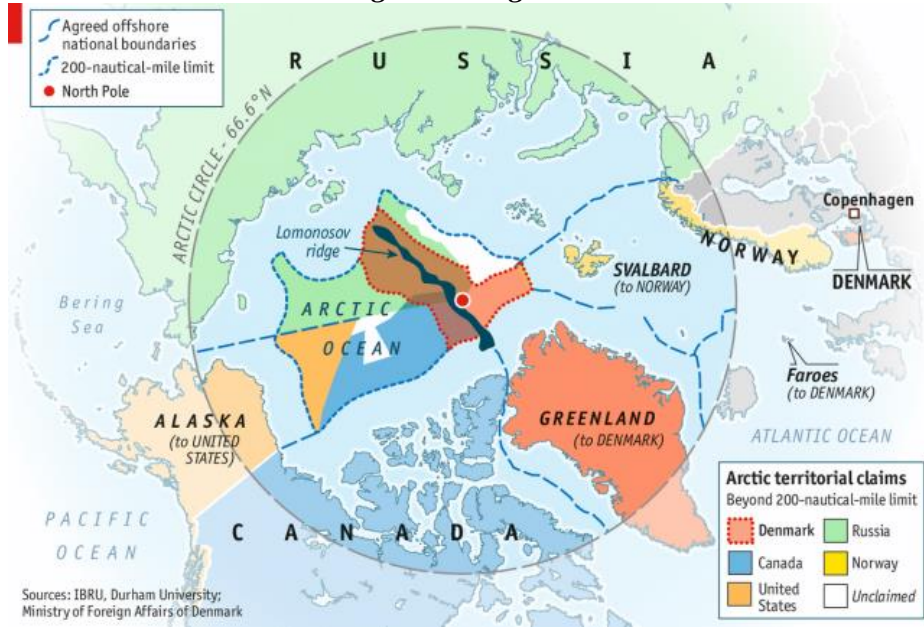 Agreed offshore
national boundaries
200-nautical-mile limit
North Pole
R U S S I A
ARCTIC CIRCLE - 66.6°N
Lomonosov
ridge
ARCTIC
OCEAN
Bering
Sea
SVALBARD
(to NORWAY)
NORWAY
Copenhagen
DENMARK
Faroes
(to DENMARK)
ALASKA
(to UNITED
STATES)
GREENLAND
(to DENMARK)
ATLANTIC OCEAN
PACIFIC
OCEAN
C A N A D A
Arctic territorial claims
Beyond 200-nautical-mile limit
Denmark
Russia
Canada
Norway
United
States
Unclaimed
Sources: IBRU, Durham University;
Ministry of Foreign Affairs of Denmark